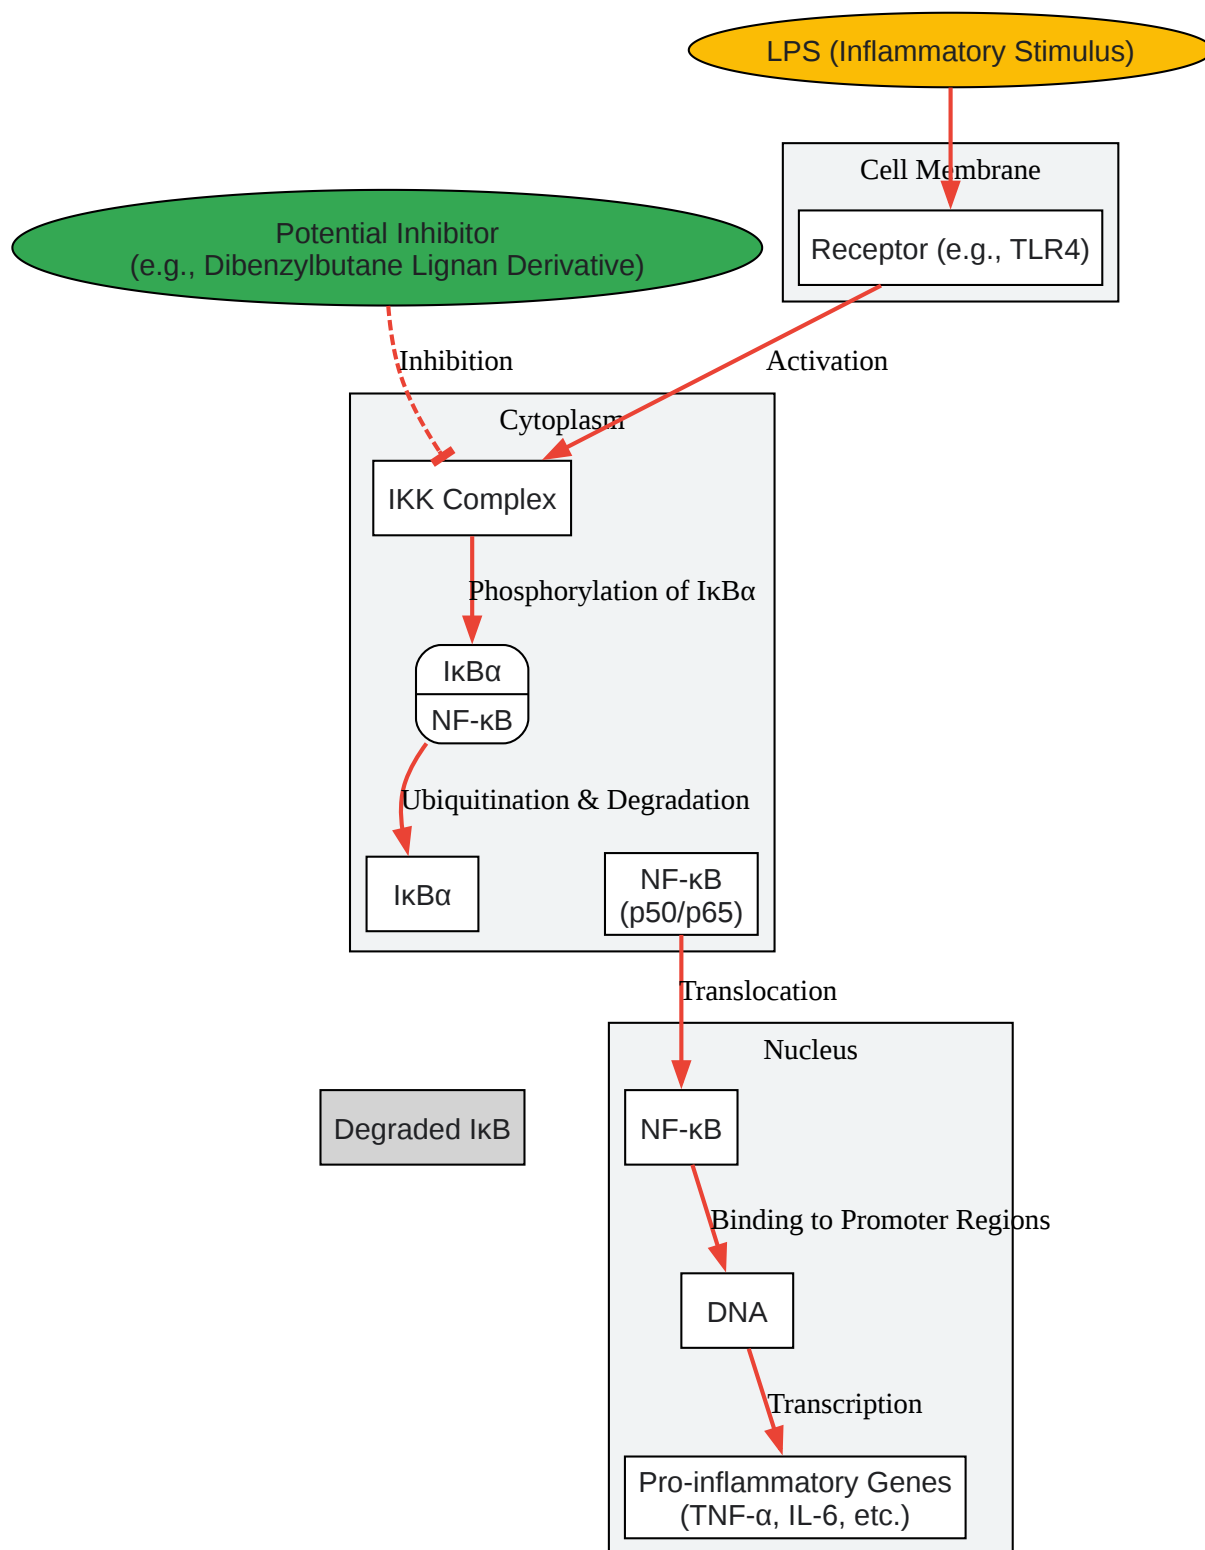 LPS (Inflammatory Stimulus)
Cell Membrane
Receptor (e.g., TLR4)
Potential Inhibitor
(e.g., Dibenzylbutane Lignan Derivative)
Inhibition
Activation
Cytoplasm
IKK Complex
Phosphorylation of IκBα
IκBα
NF-κB
Ubiquitination & Degradation
IκBα
NF-κB
(p50/p65)
Translocation
Nucleus
Degraded IκB
NF-κB
Binding to Promoter Regions
DNA
Transcription
Pro-inflammatory Genes
(TNF-α, IL-6, etc.)